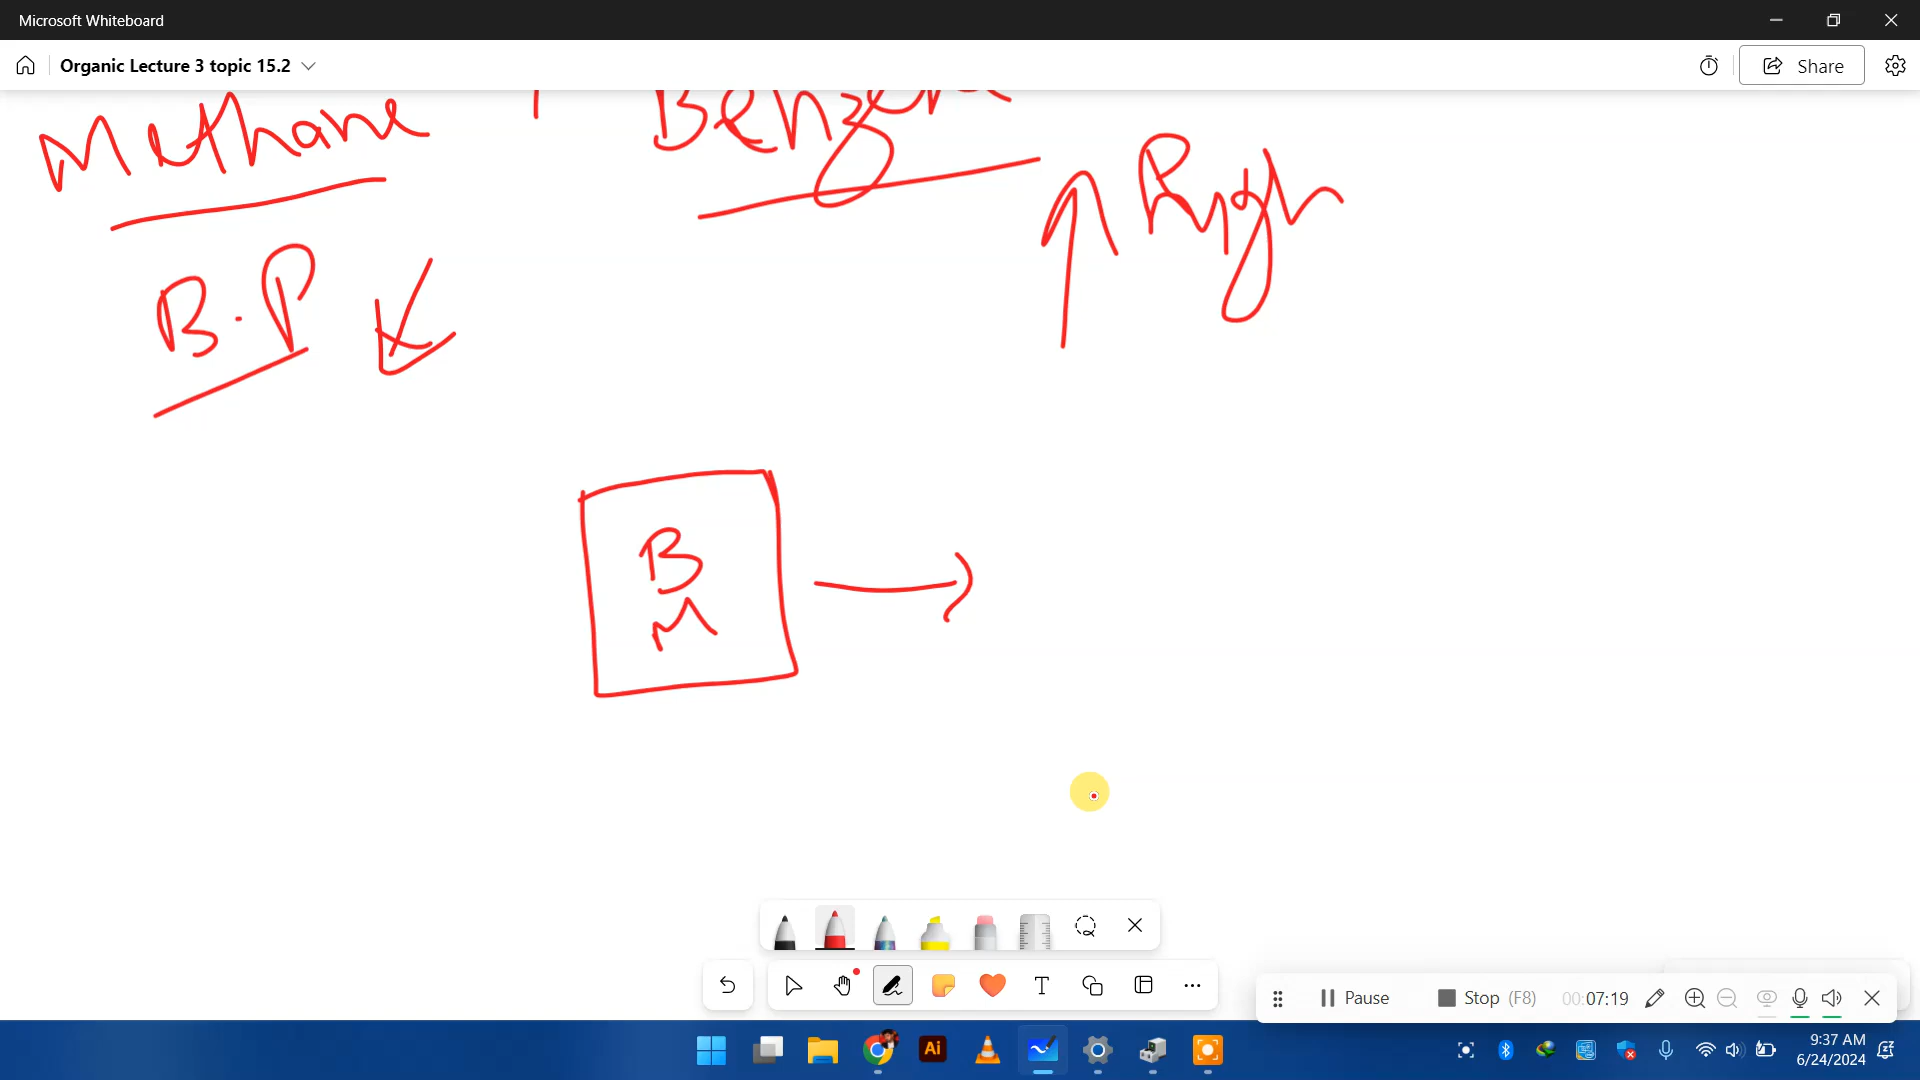 Microsoft Whiteboard
Organic Lecture 3 topic 15.2
Share
Methane
B.P
B
M
Pause
Stop (F8)
00:07:19
Ai
9:37 AM
6/24/2024